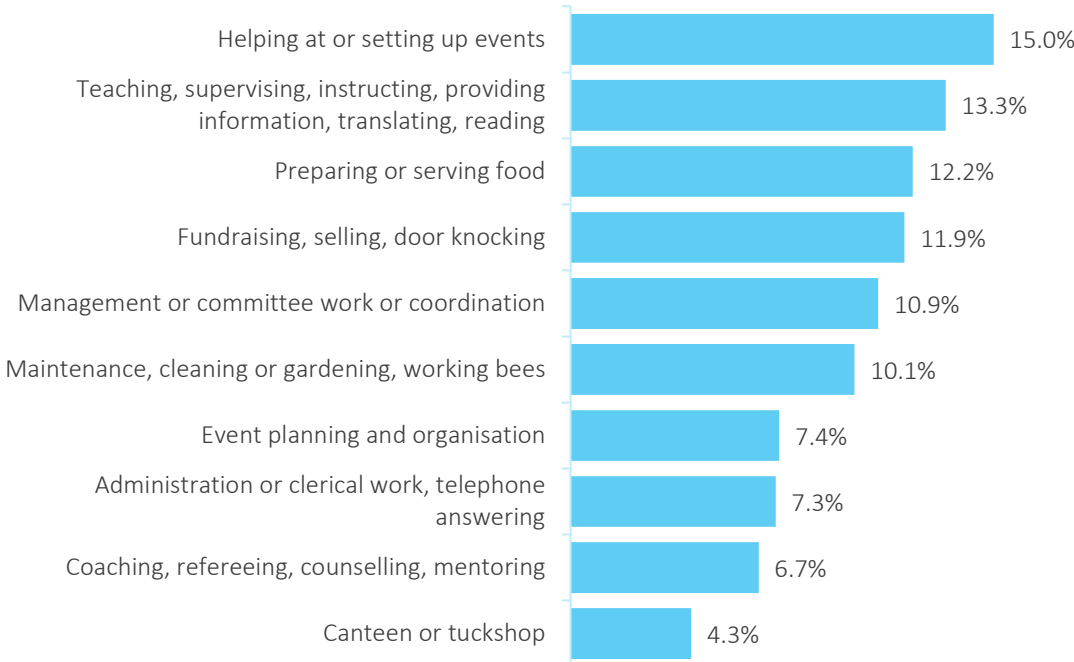 Helping at or setting up events
15.0%
Teaching, supervising, instructing, providing
information, translating, reading
13.3%
Preparing or serving food
12.2%
Fundraising, selling, door knocking
11.9%
Management or committee work or coordination
10.9%
Maintenance, cleaning or gardening, working bees
10.1%
Event planning and organisation
7.4%
Administration or clerical work, telephone
answering
7.3%
Coaching, refereeing, counselling, mentoring
6.7%
Canteen or tuckshop
4.3%